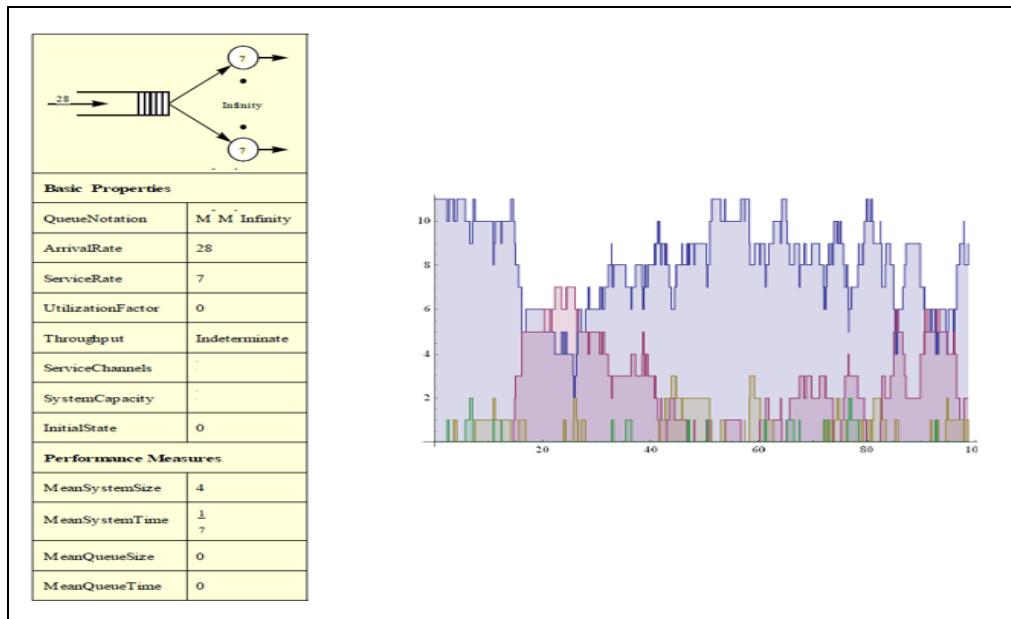 7
28
Infinity
7
Basic Properties
QueueNotation M M Infinity
ArrivalRate 28
ServiceRate 7
UtilizationFactor 0
Throughput Indeterminate
ServiceChannels
SystemCapacity
InitialState 0
Performance Measures
MeanSystemSize 4
MeanSystemTime 1/7
MeanQueueSize 0
MeanQueueTime 0
10
8
6
4
2
20 40 60 80 10